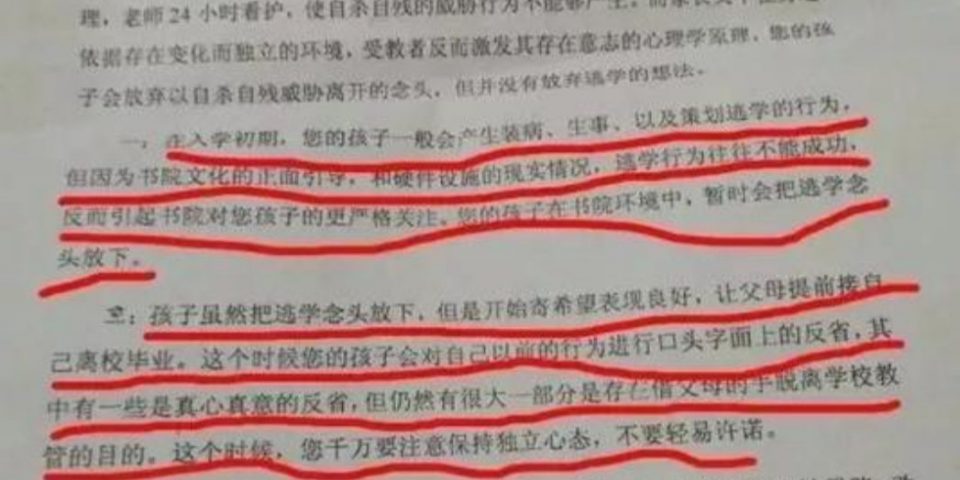 理，老师24小时看护，使自杀自残的威胁行为不能够产生。
依据存在变化而独立的环境，受教者反而激发其存在意志的心理学原理，您的孩
子会放弃以自杀自残威胁离开的念头，但并没有放弃逃学的想法。
在入学初期，您的孩子一般会产生装病、生事、以及策划逃学的行为，
但因为书院文化的正面引导，和硬件设施的现实情况，逃学行为往往不能成功，
反而引起书院对您孩子的更严格关注。您的孩子在书院环境中，暂时会把逃学念
头放下。
孩子虽然把逃学念头放下，但是开始寄希望表现良好，让父母提前接自
己离校毕业。这个时候您的孩子会对自己以前的行为进行口头字面上的反省，其
中有一些是真心真意的反省，但仍然有很大一部分是存在借父母的手脱离学校教
管的目的。这个时候，您千万要注意保持独立心态，不要轻易许诺。